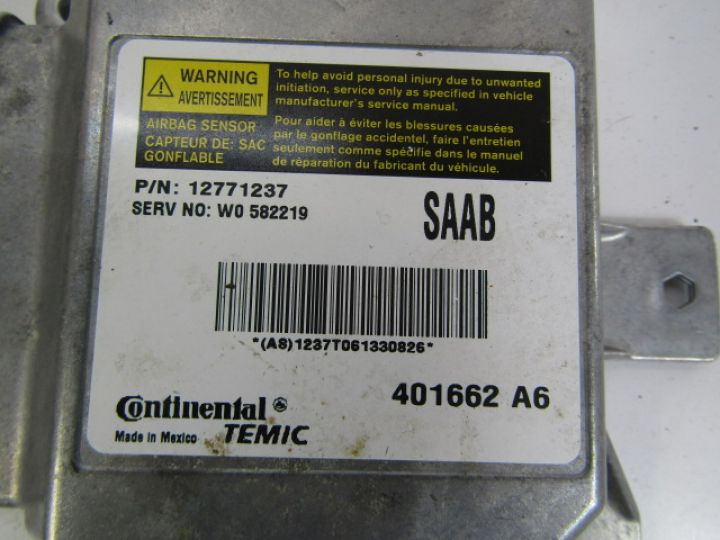 WARNING
AVERTISSEMENT
To help avoid personal injury due to unwanted
initiation, service only as specified in vehicle
manufacturer's service manual.
AIRBAG SENSOR
CAPTEUR DE: SAC
GONFLABLE
Pour aider à éviter les blessures causées
par le gonflage accidentel, faire l'entretien
seulement comme spécifie dans le manuel
de réparation du fabricant du véhicule.
P/N: 12771237
SERV NO: W0 582219
SAAB
*(A8)1237T061330826*
401662 A6
Continental
Made in Mexico TEMIC